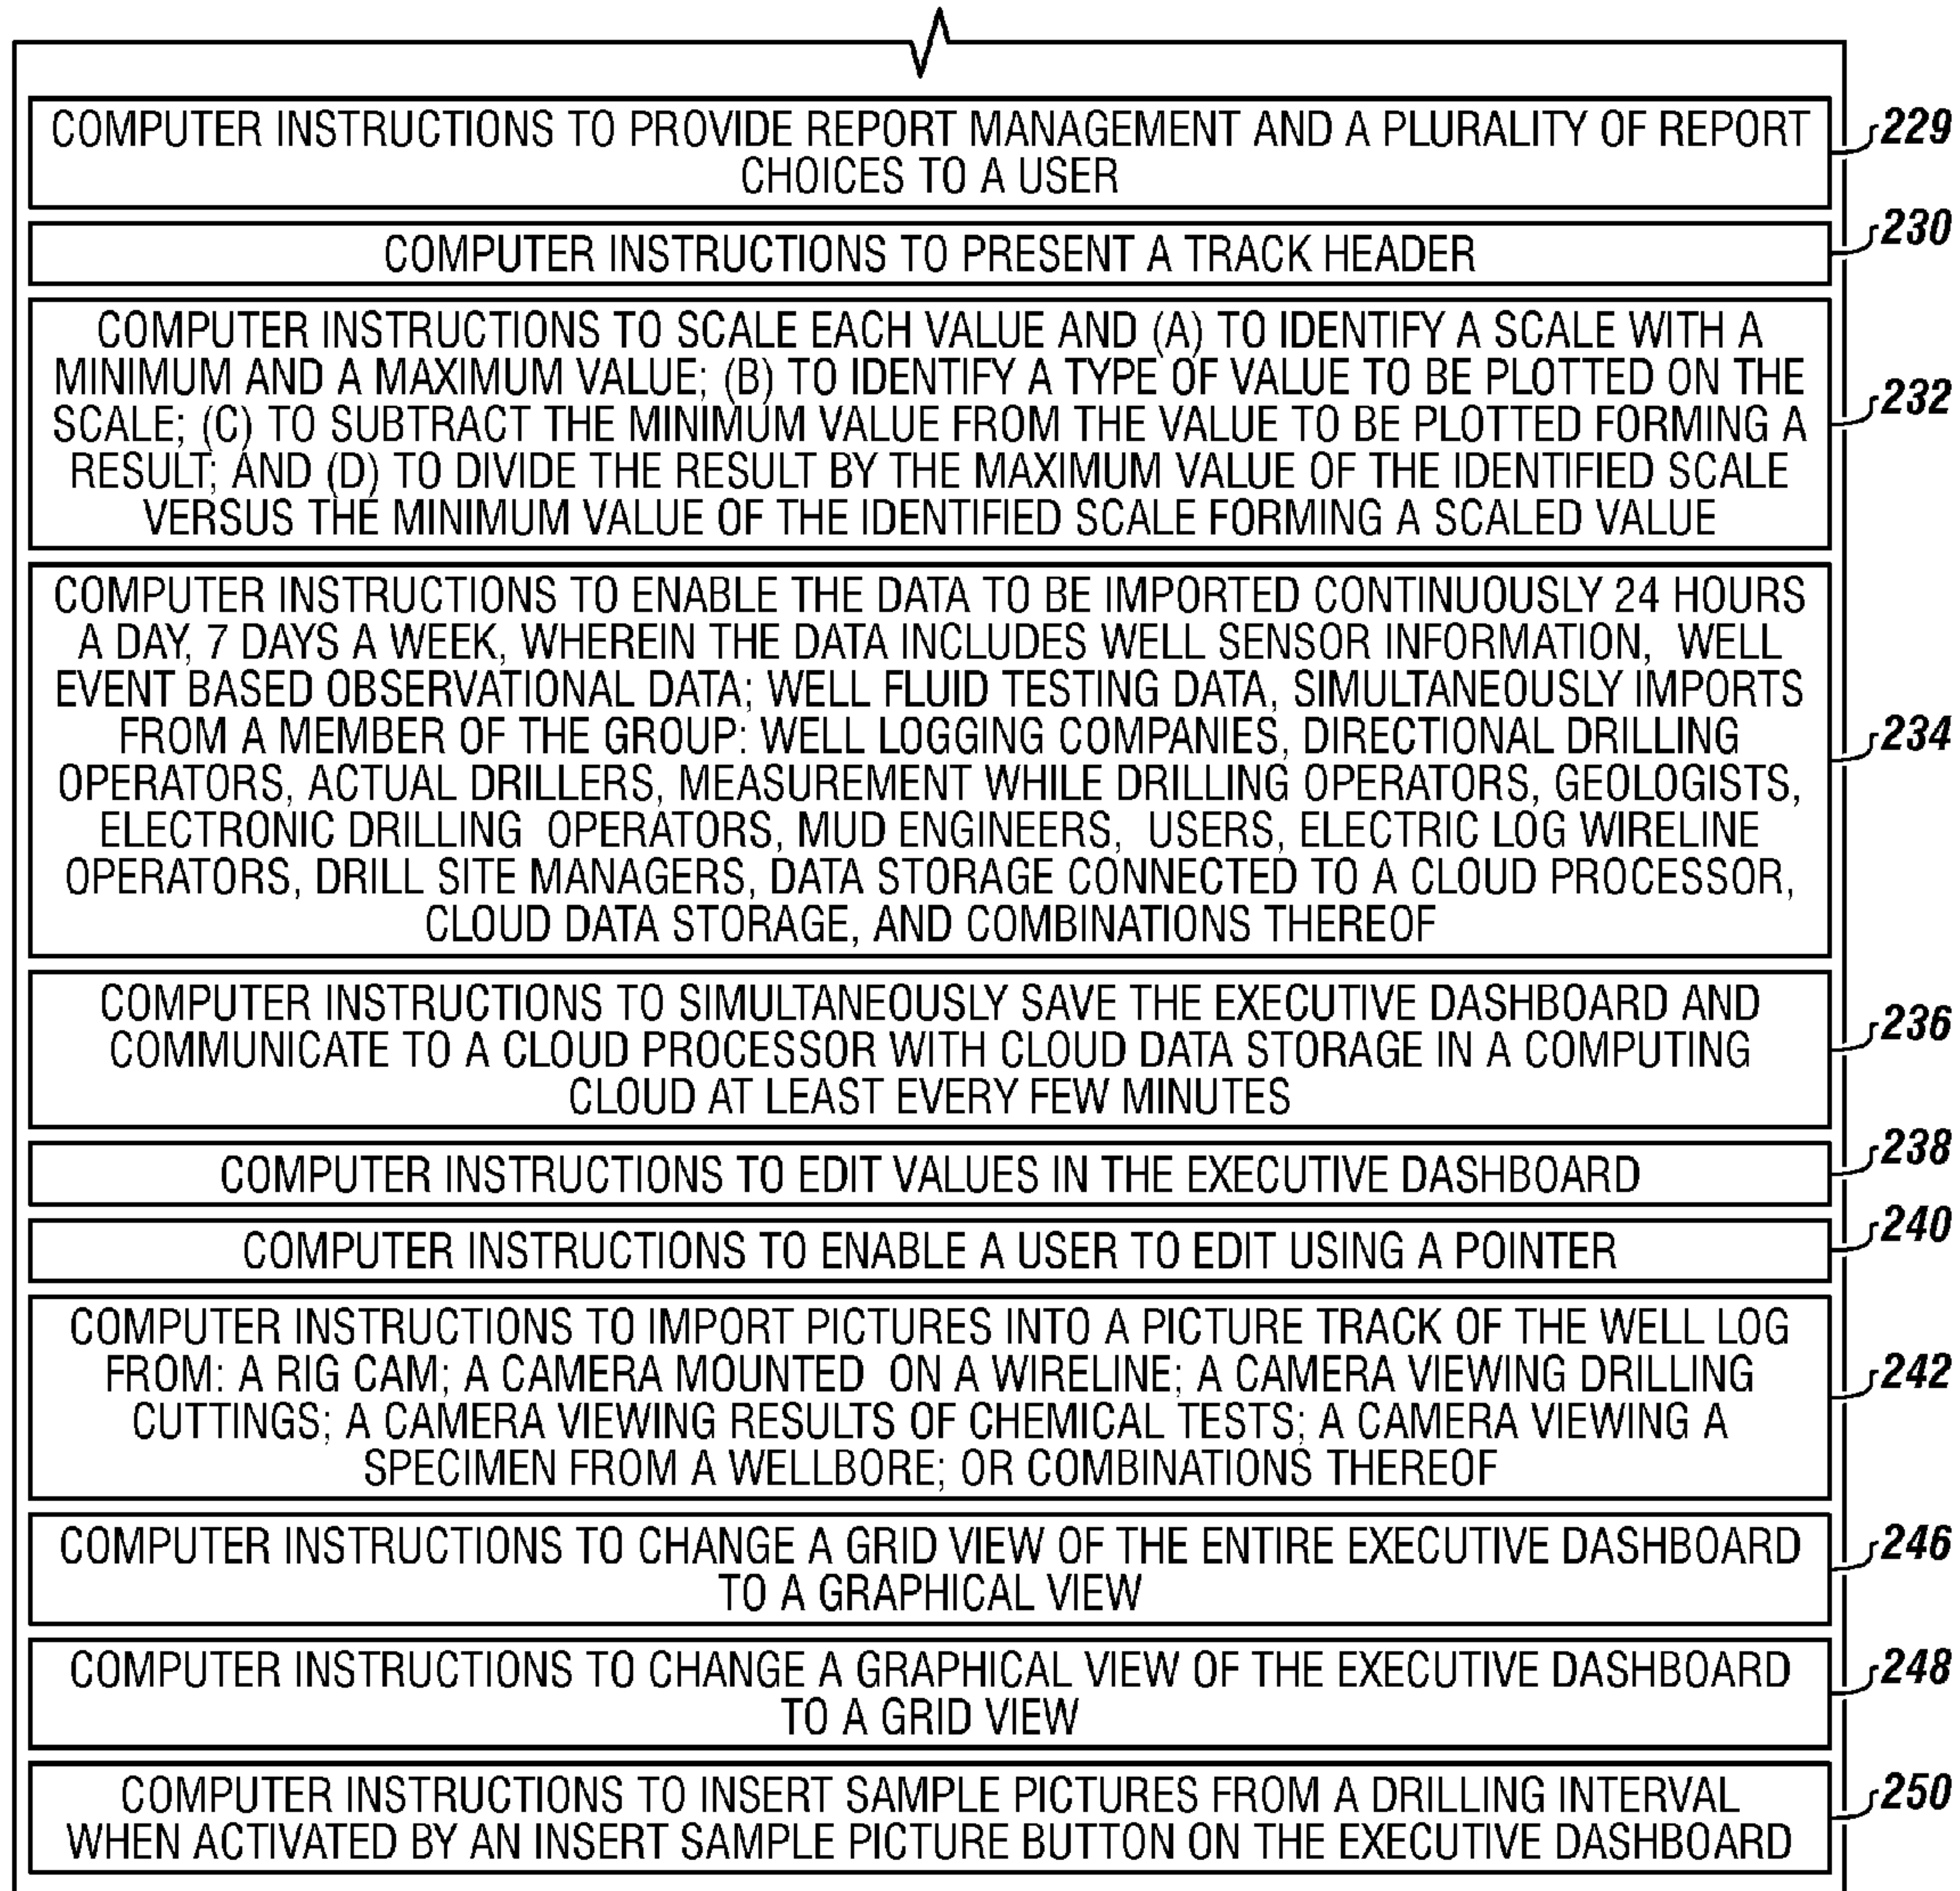 COMPUTER INSTRUCTIONS TO PROVIDE REPORT MANAGEMENT AND A PLURALITY OF REPORT
CHOICES TO A USER
229
COMPUTER INSTRUCTIONS TO PRESENT A TRACK HEADER
230
COMPUTER INSTRUCTIONS TO SCALE EACH VALUE AND (A) TO IDENTIFY A SCALE WITH A
MINIMUM AND A MAXIMUM VALUE; (B) TO IDENTIFY A TYPE OF VALUE TO BE PLOTTED ON THE
SCALE; (C) TO SUBTRACT THE MINIMUM VALUE FROM THE VALUE TO BE PLOTTED FORMING A
RESULT; AND (D) TO DIVIDE THE RESULT BY THE MAXIMUM VALUE OF THE IDENTIFIED SCALE
VERSUS THE MINIMUM VALUE OF THE IDENTIFIED SCALE FORMING A SCALED VALUE
232
COMPUTER INSTRUCTIONS TO ENABLE THE DATA TO BE IMPORTED CONTINUOUSLY 24 HOURS
A DAY, 7 DAYS A WEEK, WHEREIN THE DATA INCLUDES WELL SENSOR INFORMATION, WELL
EVENT BASED OBSERVATIONAL DATA; WELL FLUID TESTING DATA, SIMULTANEOUSLY IMPORTS
FROM A MEMBER OF THE GROUP: WELL LOGGING COMPANIES, DIRECTIONAL DRILLING
OPERATORS, ACTUAL DRILLERS, MEASUREMENT WHILE DRILLING OPERATORS, GEOLOGISTS,
ELECTRONIC DRILLING OPERATORS, MUD ENGINEERS, USERS, ELECTRIC LOG WIRELINE
OPERATORS, DRILL SITE MANAGERS, DATA STORAGE CONNECTED TO A CLOUD PROCESSOR,
CLOUD DATA STORAGE, AND COMBINATIONS THEREOF
234
COMPUTER INSTRUCTIONS TO SIMULTANEOUSLY SAVE THE EXECUTIVE DASHBOARD AND
COMMUNICATE TO A CLOUD PROCESSOR WITH CLOUD DATA STORAGE IN A COMPUTING
CLOUD AT LEAST EVERY FEW MINUTES
236
COMPUTER INSTRUCTIONS TO EDIT VALUES IN THE EXECUTIVE DASHBOARD
238
COMPUTER INSTRUCTIONS TO ENABLE A USER TO EDIT USING A POINTER
240
COMPUTER INSTRUCTIONS TO IMPORT PICTURES INTO A PICTURE TRACK OF THE WELL LOG
FROM: A RIG CAM; A CAMERA MOUNTED ON A WIRELINE; A CAMERA VIEWING DRILLING
CUTTINGS; A CAMERA VIEWING RESULTS OF CHEMICAL TESTS; A CAMERA VIEWING A
SPECIMEN FROM A WELLBORE; OR COMBINATIONS THEREOF
242
COMPUTER INSTRUCTIONS TO CHANGE A GRID VIEW OF THE ENTIRE EXECUTIVE DASHBOARD
TO A GRAPHICAL VIEW
246
COMPUTER INSTRUCTIONS TO CHANGE A GRAPHICAL VIEW OF THE EXECUTIVE DASHBOARD
TO A GRID VIEW
248
COMPUTER INSTRUCTIONS TO INSERT SAMPLE PICTURES FROM A DRILLING INTERVAL
WHEN ACTIVATED BY AN INSERT SAMPLE PICTURE BUTTON ON THE EXECUTIVE DASHBOARD
250